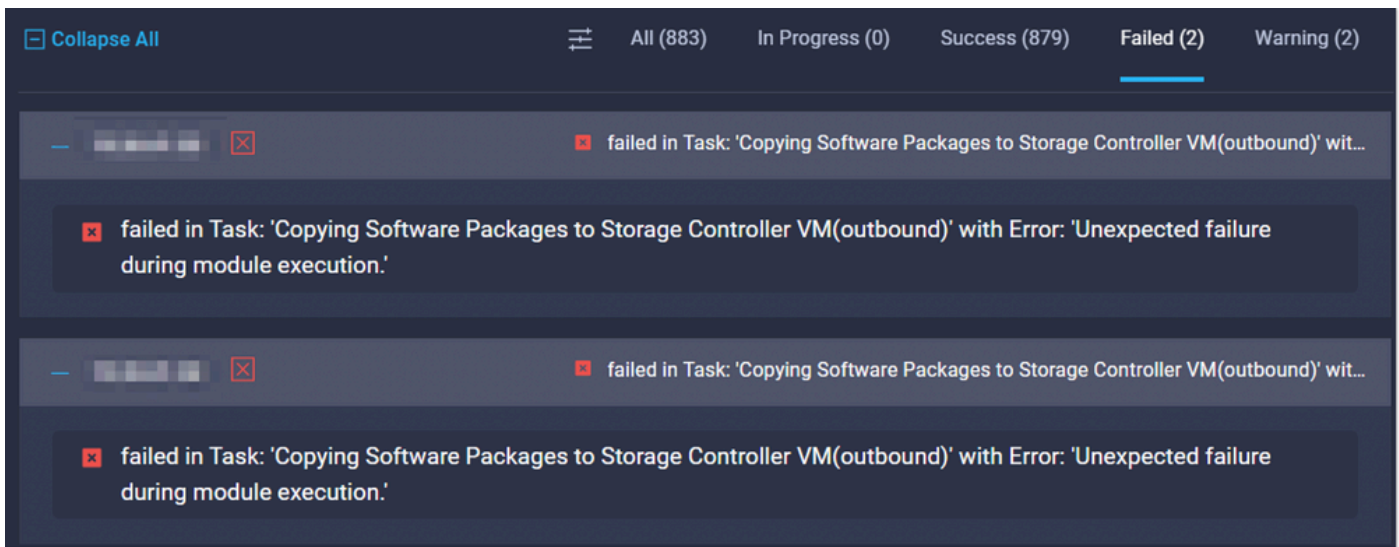 Collapse All All (883) In Progress (0) Success (879) Failed (2) Warning (2)
failed in Task: 'Copying Software Packages to Storage Controller VM(outbound)' wit...
failed in Task: 'Copying Software Packages to Storage Controller VM(outbound)' with Error: 'Unexpected failure
during module execution.'
failed in Task: 'Copying Software Packages to Storage Controller VM(outbound)' wit...
failed in Task: 'Copying Software Packages to Storage Controller VM(outbound)' with Error: 'Unexpected failure
during module execution.'